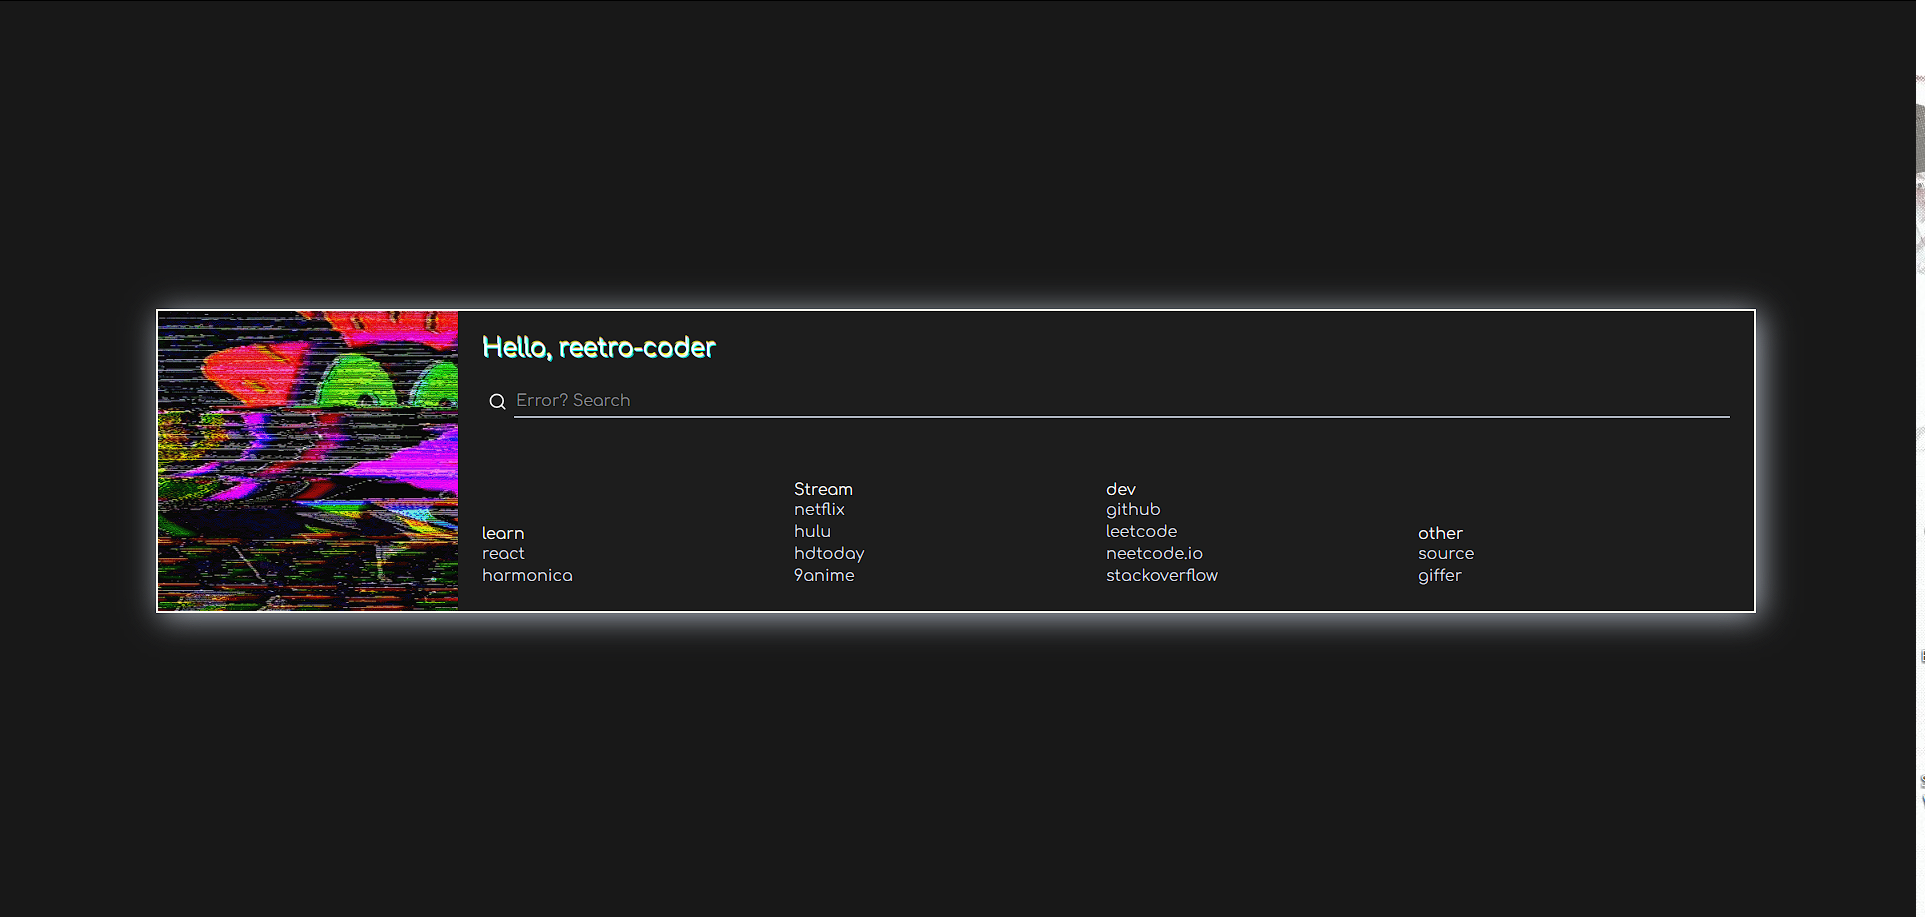 Hello, reetro-coder
Error? Search
learn
react
harmonica
Stream
netflix
hulu
hdtoday
9anime
dev
github
leetcode
neetcode.io
stackoverflow
other
source
giffer